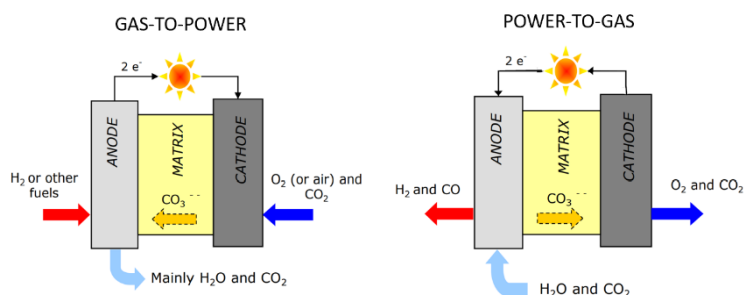 GAS-TO-POWER
2 e⁻
ANODE
MATRIX
CATHODE
H₂ or other
fuels
CO₃⁻⁻
O₂ (or air) and
CO₂
Mainly H₂O and CO₂
POWER-TO-GAS
2 e⁻
ANODE
MATRIX
CATHODE
H₂ and CO
CO₃⁻⁻
O₂ and CO₂
H₂O and CO₂